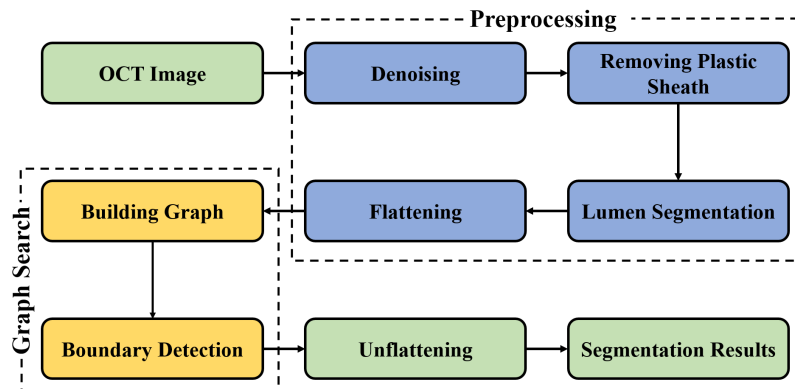 Preprocessing
OCT Image
Denoising
Removing Plastic
Sheath
Graph Search
Building Graph
Flattening
Lumen Segmentation
Boundary Detection
Unflattening
Segmentation Results